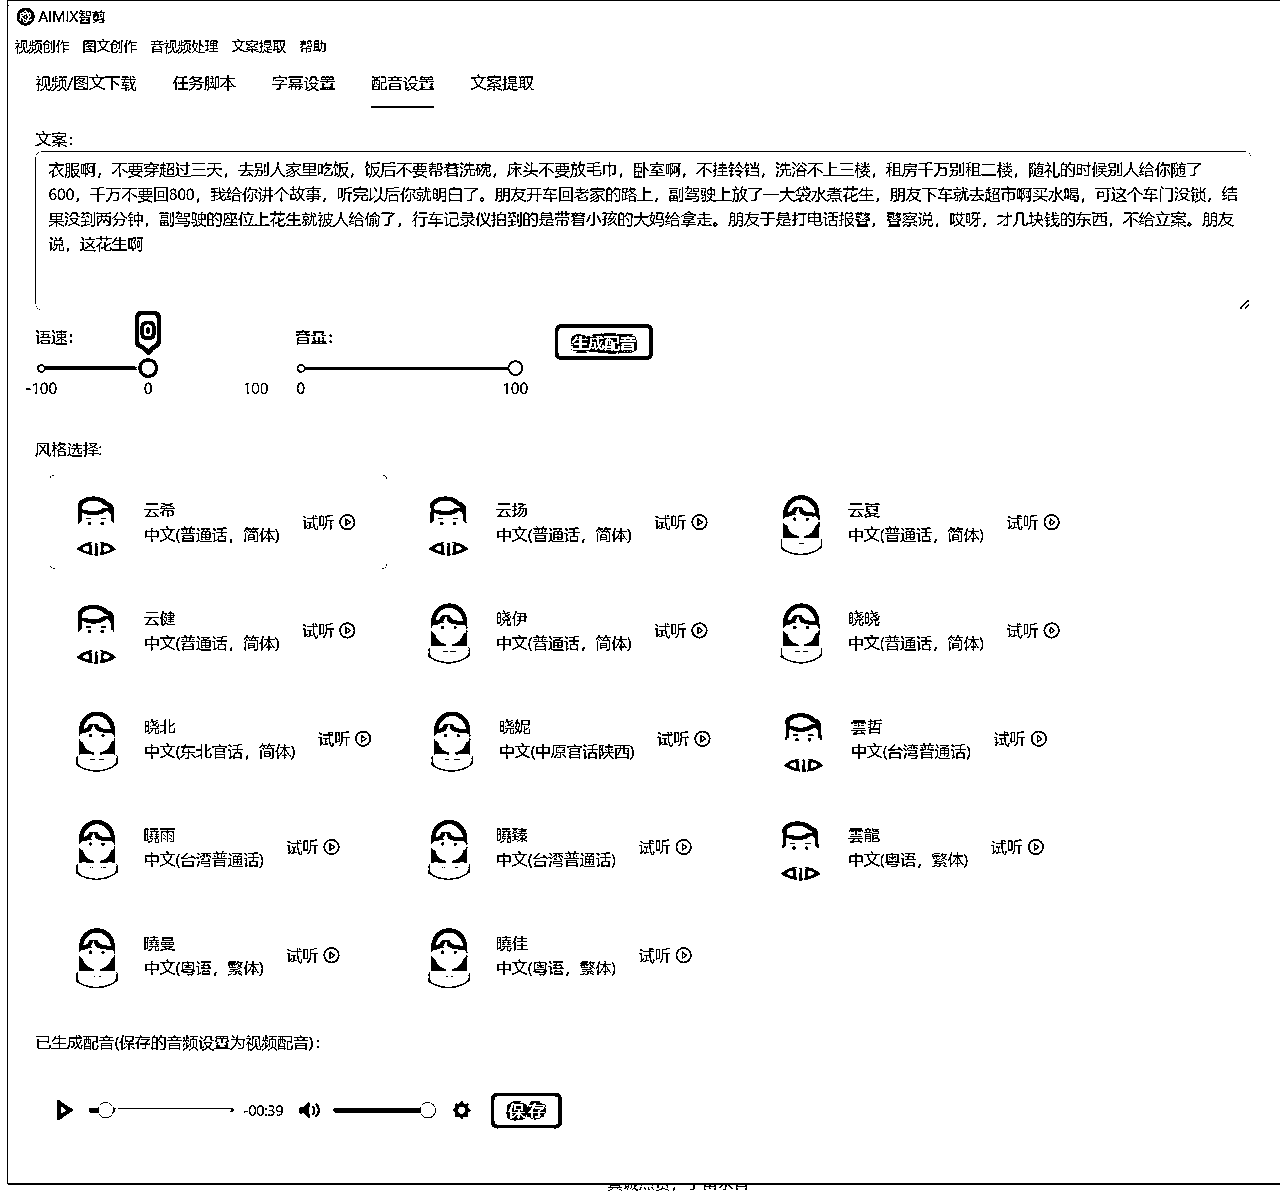 AIMIX智剪
视频创作 图文创作 音视频处理 文案提取 帮助
视频/图文下载 任务脚本 字幕设置 配音设置 文案提取
文案：
衣服啊，不要穿超过三天，去别人家里吃饭，饭后不要帮着洗碗，床头不要放毛巾，卧室啊，不挂铃铛，洗浴不上三楼，租房千万别租二楼，随礼的时候别人给你随了
600，千万不要回800，我给你讲个故事，听完以后你就明白了。朋友开车回老家的路上，副驾驶上放了一大袋水煮花生，朋友下车就去超市啊买水喝，可这个车门没锁，结
果没到两分钟，副驾驶的座位上花生就被人给偷了，行车记录仪拍到的是带着小孩的大妈给拿走。朋友于是打电话报警，警察说，哎呀，才几块钱的东西，不给立案。朋友
说，这花生啊
语速： 0 音量： 生成配音
-100 0 100 0 100
风格选择:
云希 云扬 云夏
中文(普通话，简体) 试听 中文(普通话，简体) 试听 中文(普通话，简体) 试听
云健 晓伊 晓晓
中文(普通话，简体) 试听 中文(普通话，简体) 试听 中文(普通话，简体) 试听
晓北 晓妮 雲哲
中文(东北官话，简体) 试听 中文(中原官话陕西) 试听 中文(台湾普通话) 试听
曉雨 曉臻 雲龍
中文(台湾普通话) 试听 中文(台湾普通话) 试听 中文(粤语，繁体) 试听
曉曼 曉佳
中文(粤语，繁体) 试听 中文(粤语，繁体) 试听
已生成配音(保存的音频设置为视频配音)：
-00:39 保存